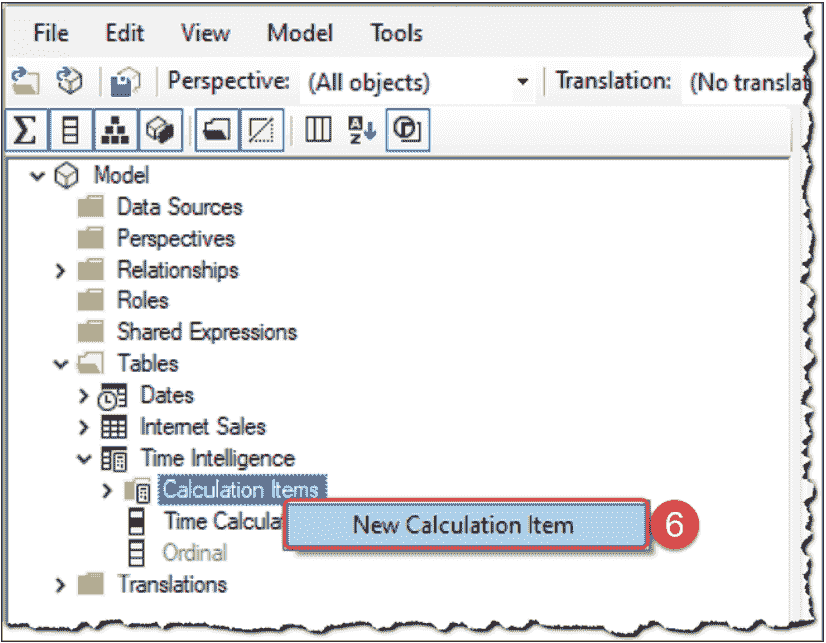 File Edit View Model Tools
Perspective: (All objects) Translation: (No translat
Model
Data Sources
Perspectives
Relationships
Roles
Shared Expressions
Tables
Dates
Internet Sales
Time Intelligence
Calculation Items
Time Calcula
New Calculation Item 6
Ordinal
Translations